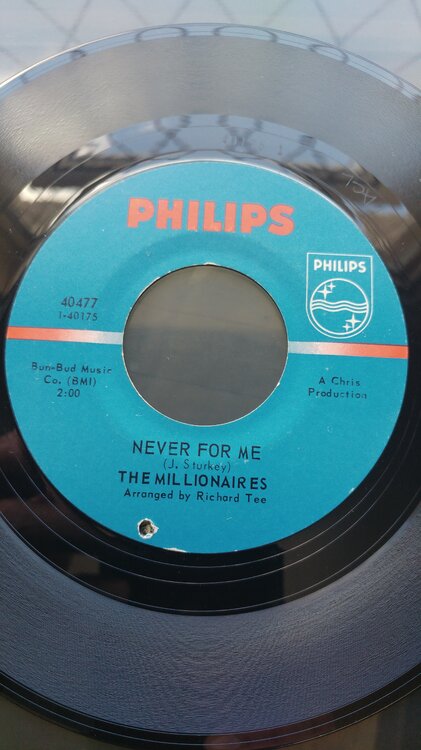 PHILIPS
PHILIPS
40477
1-40175
Bun-Bud Music
Co. (BMI)
2:00
A Chris
Production
NEVER FOR ME
(J. Sturkey)
THE MILLIONAIRES
Arranged by Richard Tee